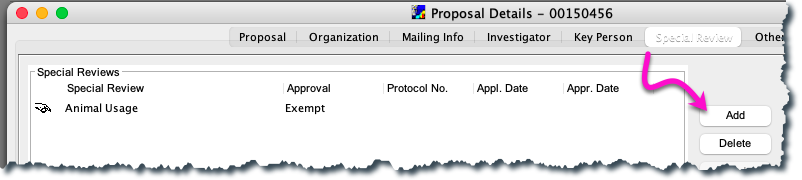 Proposal Details - 00150456
Proposal Organization Mailing Info Investigator Key Person Special Review Other
Special Reviews
Special Review Approval Protocol No. Appl. Date Appr. Date
Animal Usage Exempt
Add
Delete